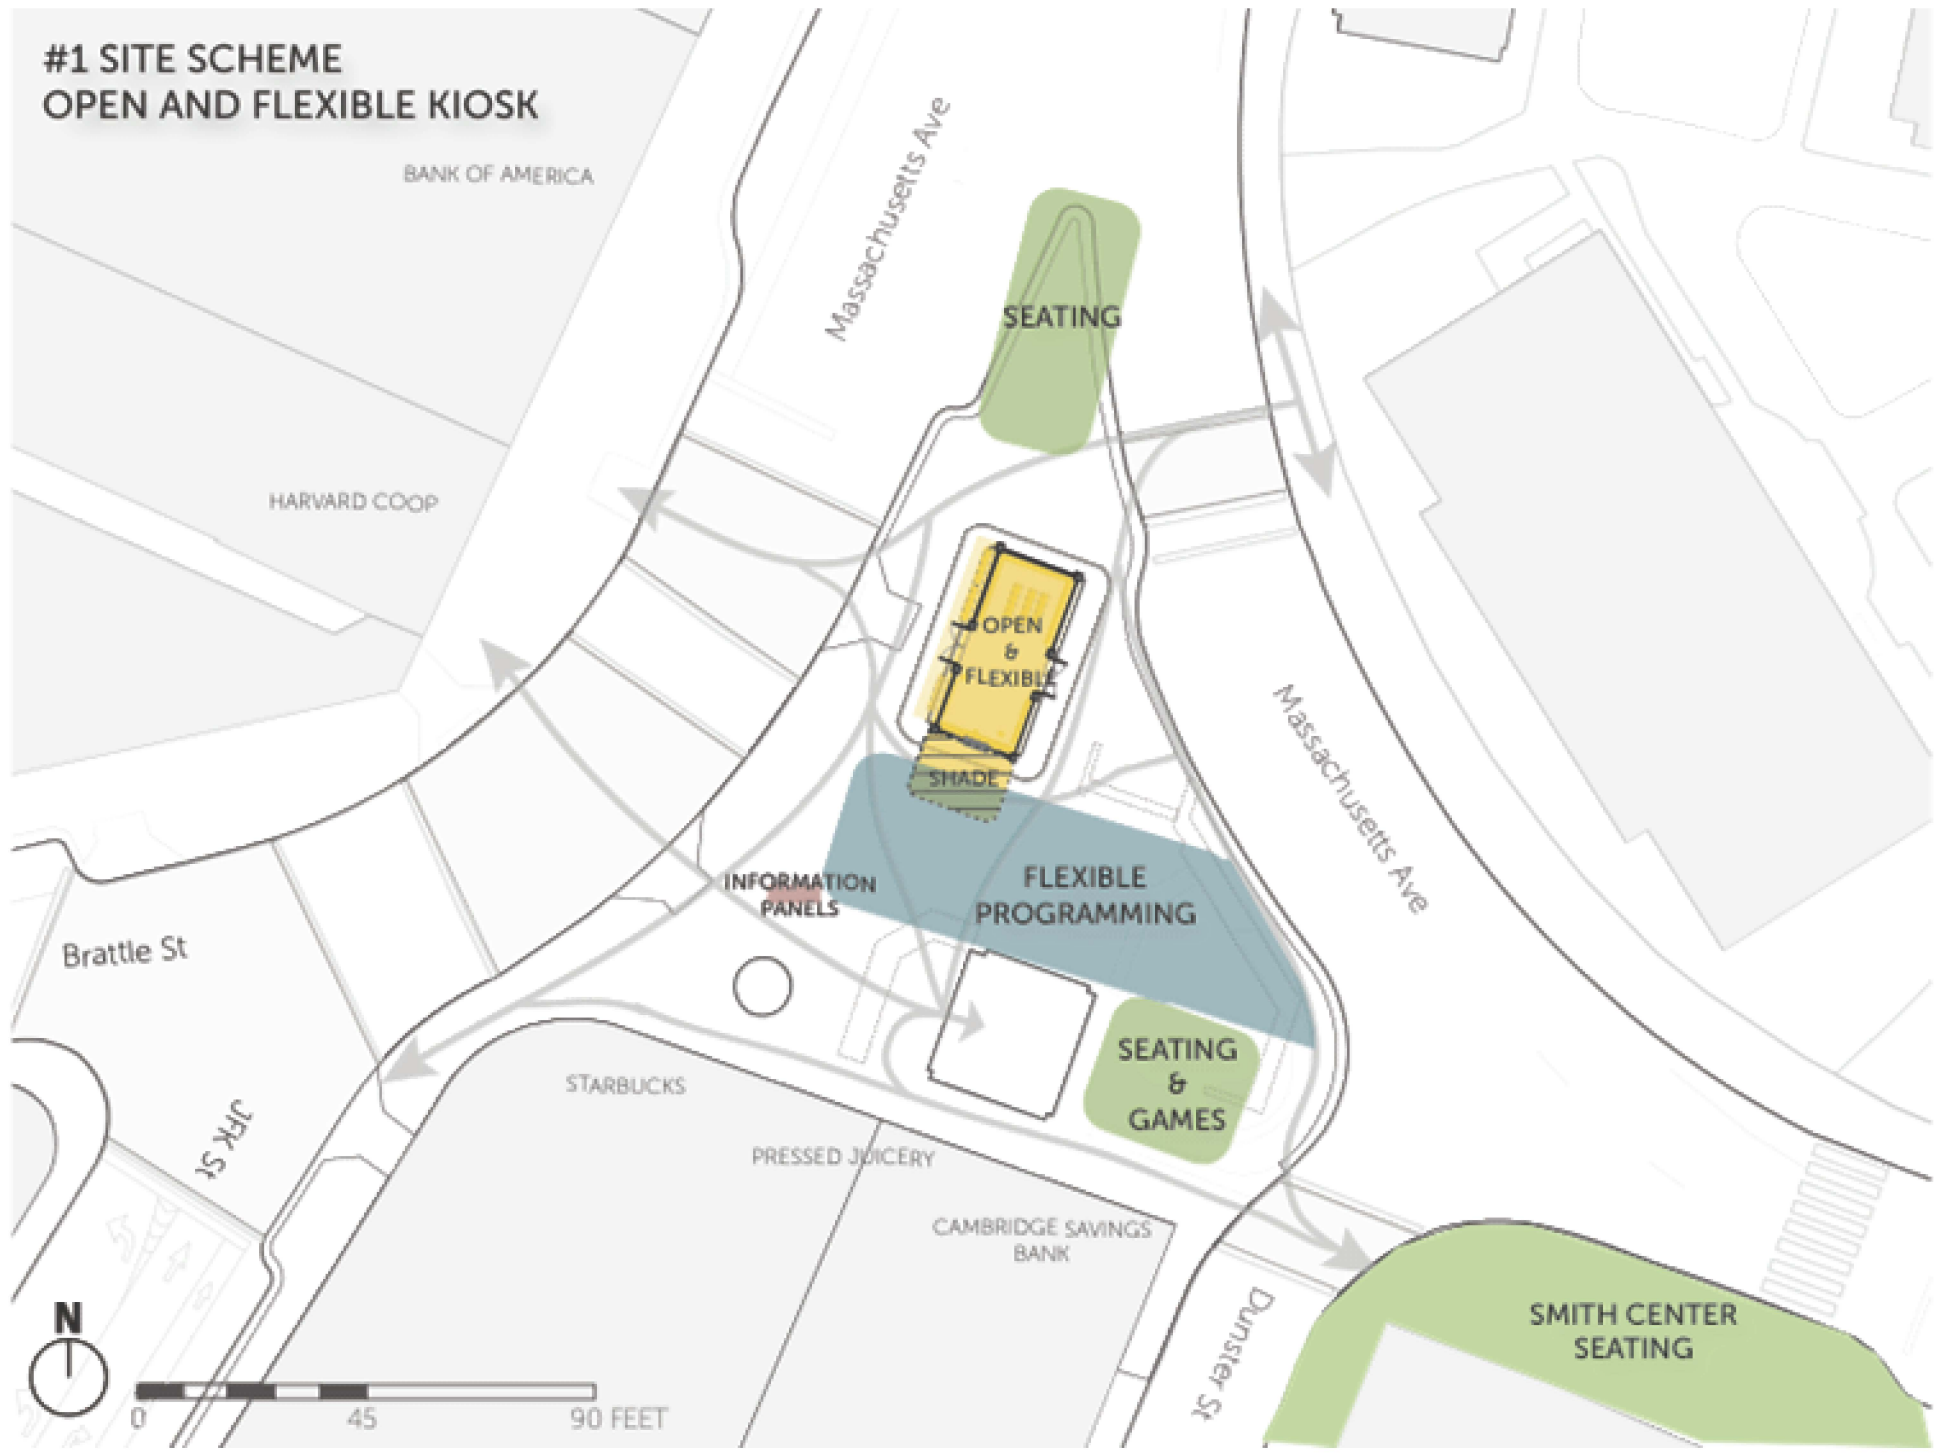 #1 SITE SCHEME
OPEN AND FLEXIBLE KIOSK
BANK OF AMERICA
Massachusetts Ave
SEATING
HARVARD COOP
OPEN
&
FLEXIBLE
SHADE
Massachusetts Ave
INFORMATION
PANELS
FLEXIBLE
PROGRAMMING
Brattle St
SEATING
&
GAMES
STARBUCKS
JFK St
PRESSED JUICERY
CAMBRIDGE SAVINGS
BANK
Dunster St
SMITH CENTER
SEATING
N
0 45 90 FEET